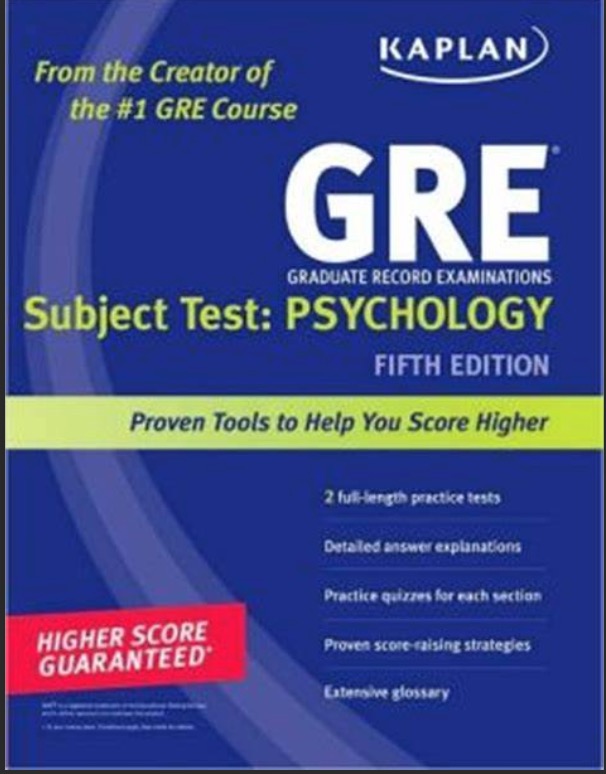 KAPLAN
From the Creator of
the #1 GRE Course
GRE®
GRADUATE RECORD EXAMINATIONS
Subject Test: PSYCHOLOGY
FIFTH EDITION
Proven Tools to Help You Score Higher
2 full-length practice tests
Detailed answer explanations
Practice quizzes for each section
Proven score-raising strategies
Extensive glossary
HIGHER SCORE
GUARANTEED*